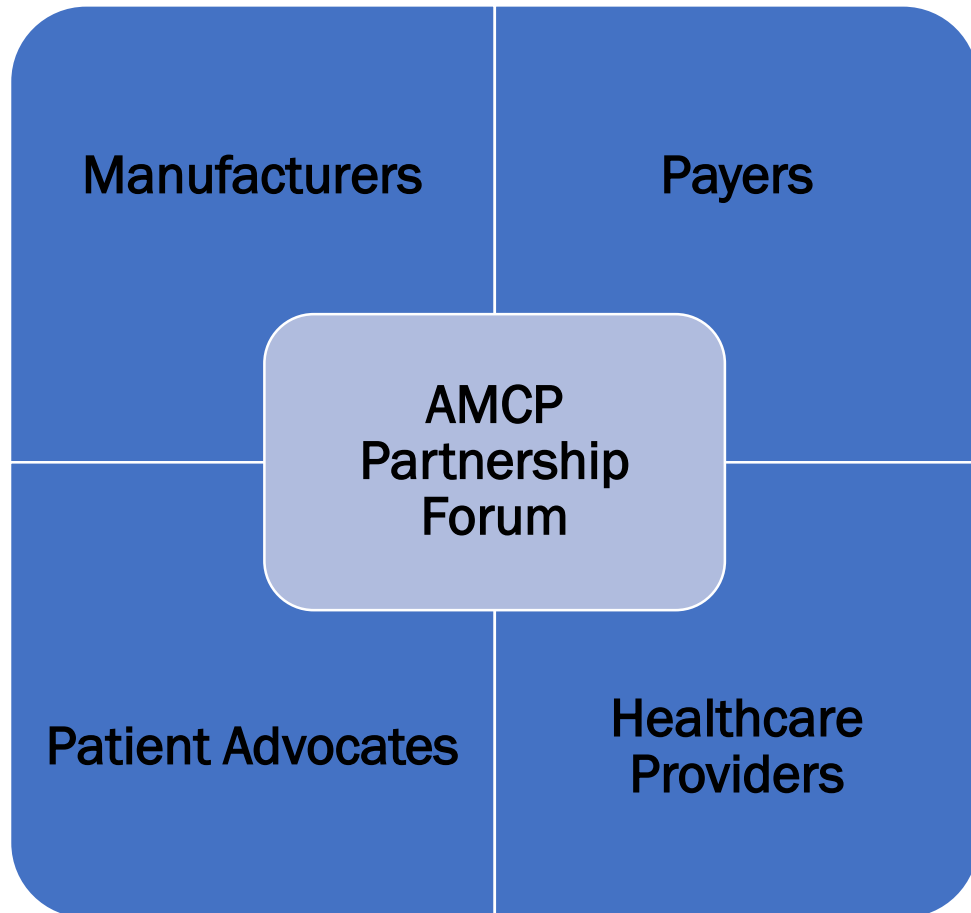 Manufacturers
Payers
AMCP
Partnership
Forum
Patient Advocates
Healthcare
Providers